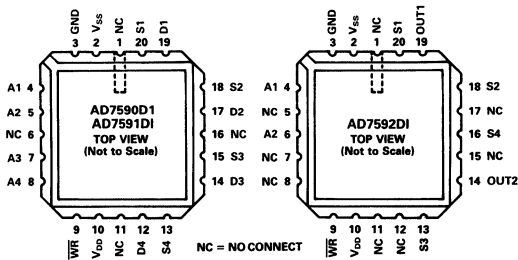 GND VSS NC S1 D1
3 2 1 20 19
A1 4
A2 5
NC 6
A3 7
A4 8
AD7590D1
AD7591DI
TOP VIEW
(Not to Scale)
18 S2
17 D2
16 NC
15 S3
14 D3
9 10 11 12 13
WR VDD NC D4 S4
GND VSS NC S1 OUT1
3 2 1 20 19
A1 4
NC 5
A2 6
NC 7
NC 8
AD7592DI
TOP VIEW
(Not to Scale)
18 S2
17 NC
16 S4
15 NC
14 OUT2
9 10 11 12 13
WR VDD NC NC S3
NC = NO CONNECT